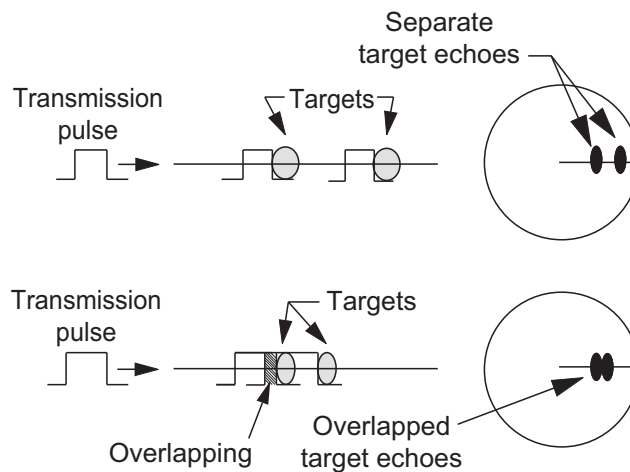 Separate
target echoes
Transmission
pulse
Targets
Transmission
pulse
Targets
Overlapping
Overlapped
target echoes